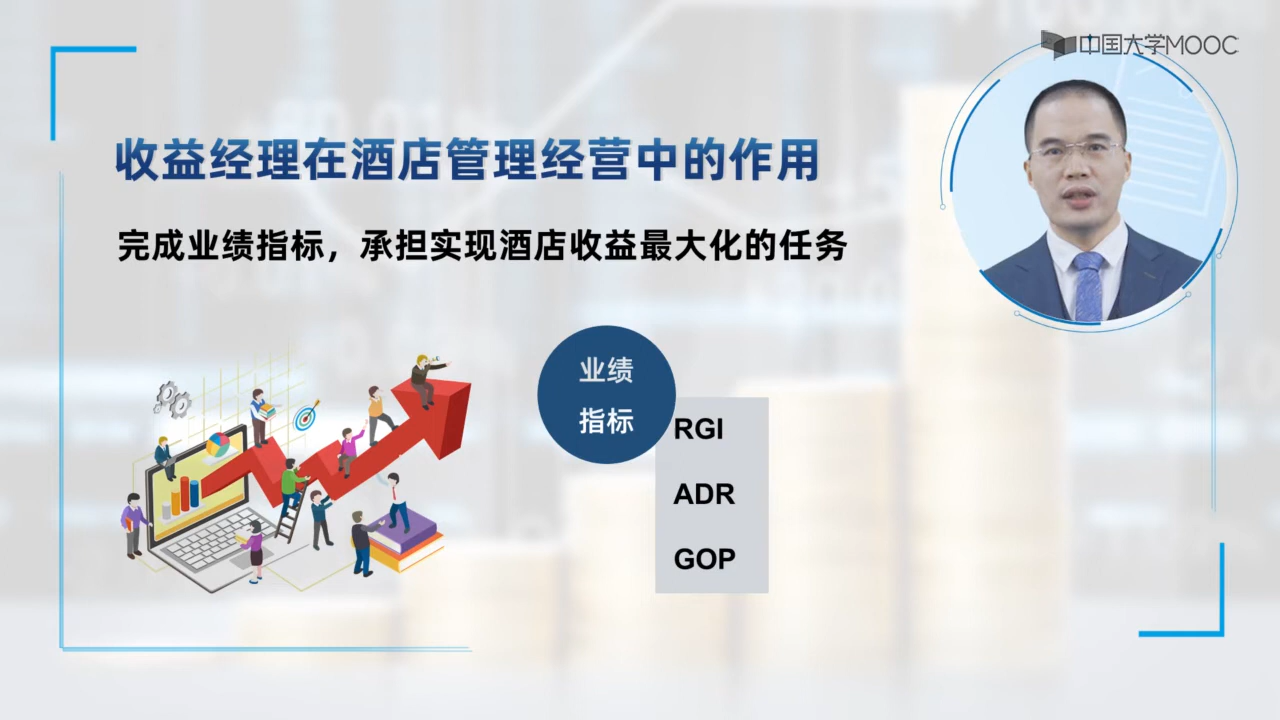 中国大学MOOC
收益经理在酒店管理经营中的作用
完成业绩指标，承担实现酒店收益最大化的任务
业绩
指标
RGI
ADR
GOP